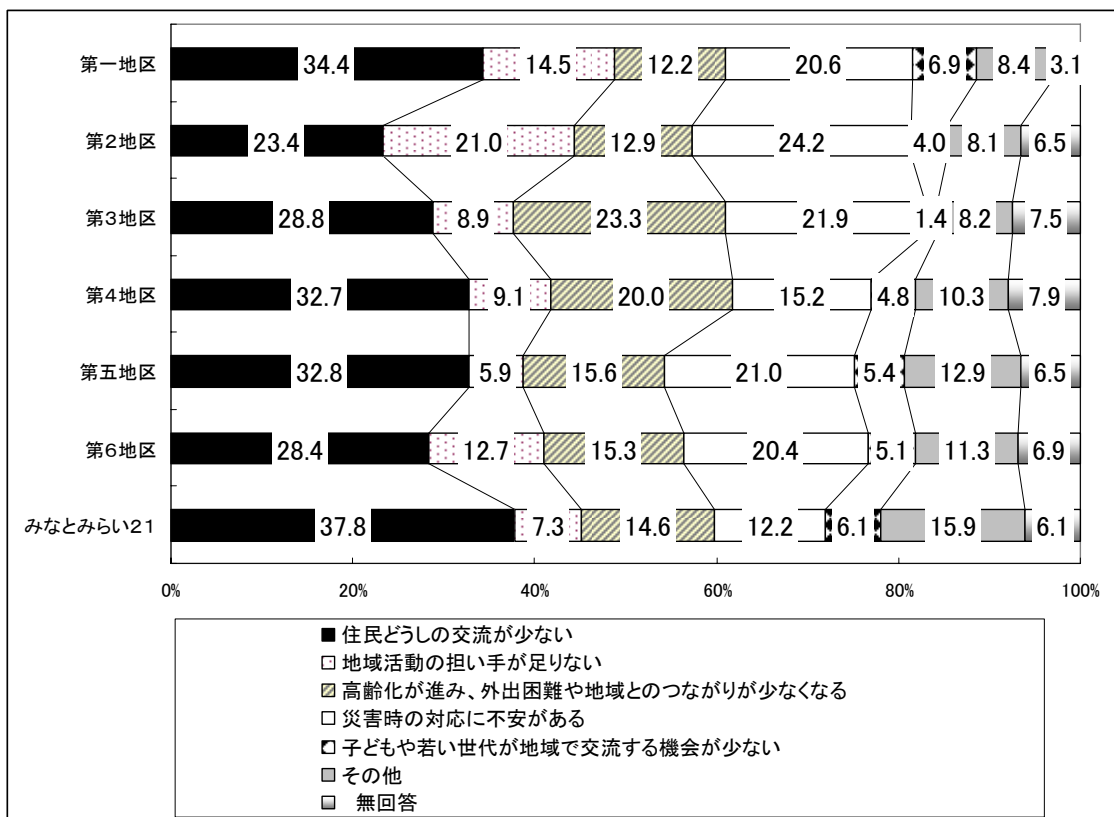 第一地区 34.4 14.5 12.2 20.6 6.9 8.4 3.1
第2地区 23.4 21.0 12.9 24.2 4.0 8.1 6.5
第3地区 28.8 8.9 23.3 21.9 1.4 8.2 7.5
第4地区 32.7 9.1 20.0 15.2 4.8 10.3 7.9
第五地区 32.8 5.9 15.6 21.0 5.4 12.9 6.5
第6地区 28.4 12.7 15.3 20.4 5.1 11.3 6.9
みなとみらい21 37.8 7.3 14.6 12.2 6.1 15.9 6.1
0% 20% 40% 60% 80% 100%
住民どうしの交流が少ない
地域活動の担い手が足りない
高齢化が進み、外出困難や地域とのつながりが少なくなる
災害時の対応に不安がある
子どもや若い世代が地域で交流する機会が少ない
その他
無回答